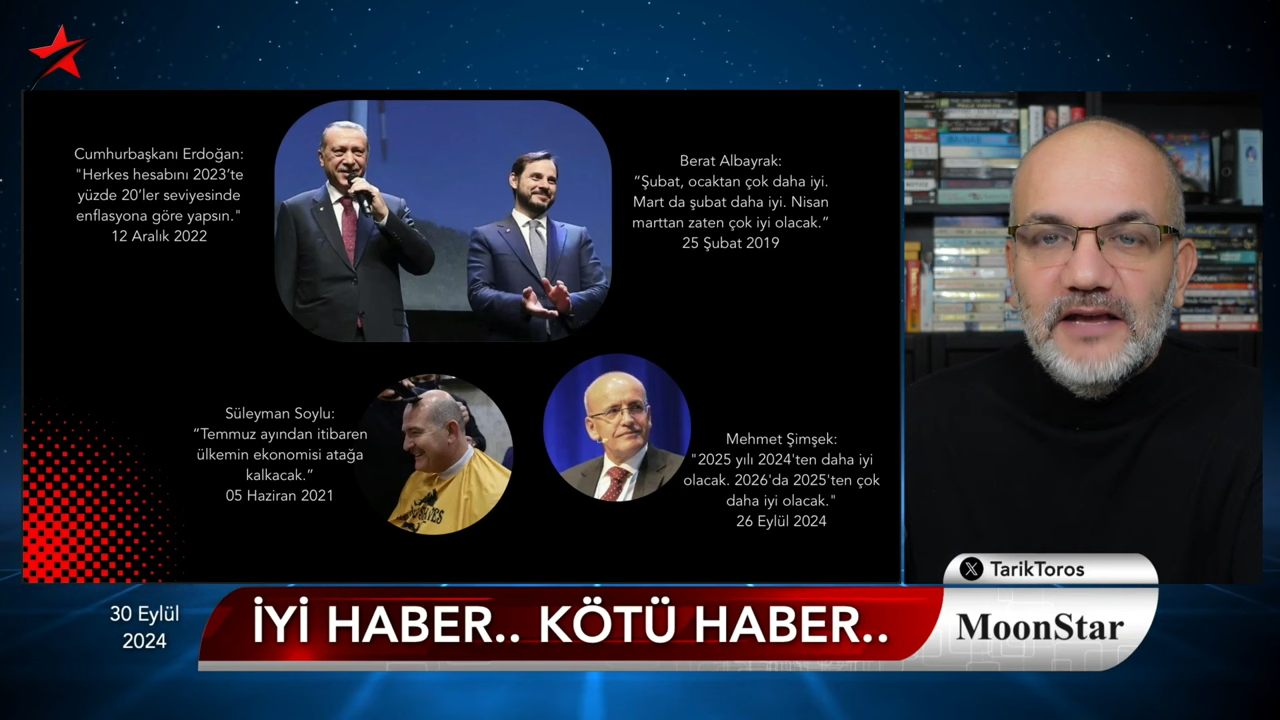 Cumhurbaşkanı Erdoğan:
"Herkes hesabını 2023’te
yüzde 20’ler seviyesinde
enflasyona göre yapsın."
12 Aralık 2022
Berat Albayrak:
“Şubat, ocaktan çok daha iyi.
Mart da şubat daha iyi. Nisan
marttan zaten çok iyi olacak.”
25 Şubat 2019
Süleyman Soylu:
“Temmuz ayından itibaren
ülkemin ekonomisi atağa
kalkacak.”
05 Haziran 2021
Mehmet Şimşek:
"2025 yılı 2024'ten daha iyi
olacak. 2026'da 2025'ten çok
daha iyi olacak."
26 Eylül 2024
X TarikToros
30 Eylül
2024
İYİ HABER.. KÖTÜ HABER..
MoonStar